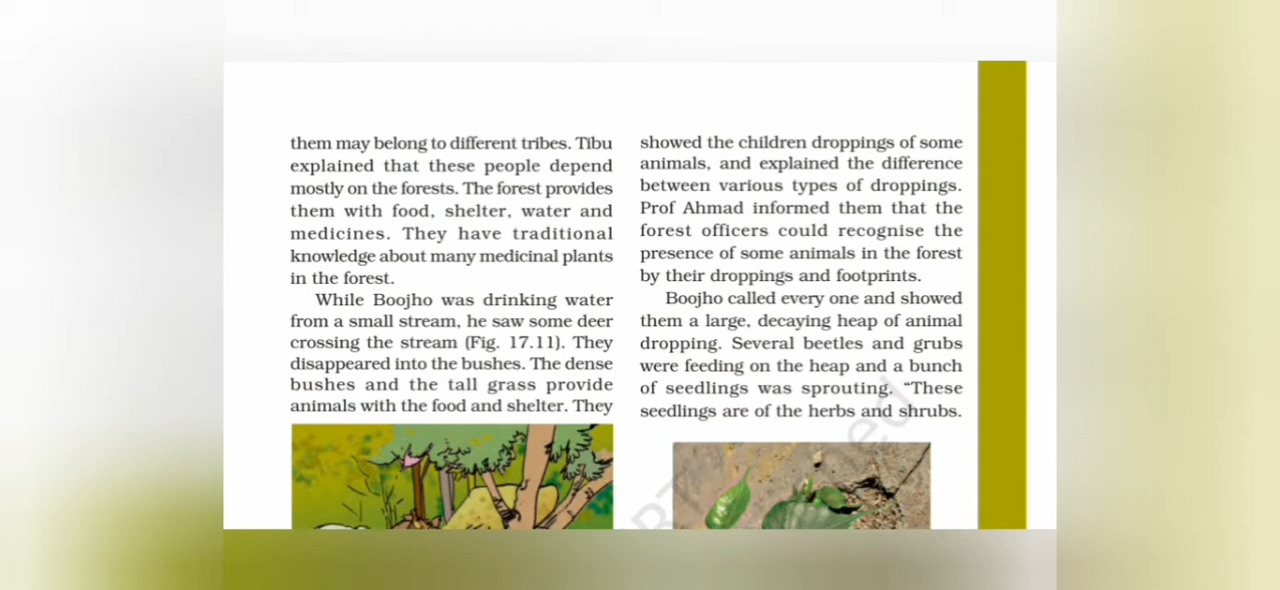 them may belong to different tribes. Tibu
explained that these people depend
mostly on the forests. The forest provides
them with food, shelter, water and
medicines. They have traditional
knowledge about many medicinal plants
in the forest.
While Boojho was drinking water
from a small stream, he saw some deer
crossing the stream (Fig. 17.11). They
disappeared into the bushes. The dense
bushes and the tall grass provide
animals with the food and shelter. They
showed the children droppings of some
animals, and explained the difference
between various types of droppings.
Prof Ahmad informed them that the
forest officers could recognise the
presence of some animals in the forest
by their droppings and footprints.
Boojho called every one and showed
them a large, decaying heap of animal
dropping. Several beetles and grubs
were feeding on the heap and a bunch
of seedlings was sprouting. “These
seedlings are of the herbs and shrubs.